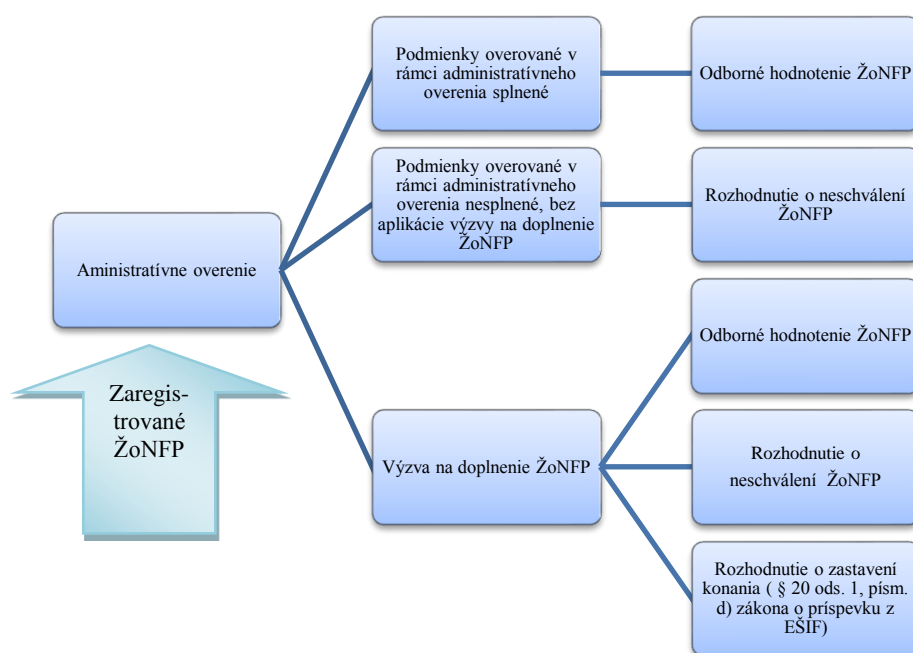 Podmienky overované v
rámci administratívneho
overenia splnené
Odborné hodnotenie ŽoNFP
Podmienky overované v
rámci administratívneho
overenia nesplnené, bez
aplikácie výzvy na doplnenie
ŽoNFP
Rozhodnutie o neschválení
ŽoNFP
Aministratívne overenie
Odborné hodnotenie ŽoNFP
Zaregis-
trované
ŽoNFP
Výzva na doplnenie ŽoNFP
Rozhodnutie o
neschválení ŽoNFP
Rozhodnutie o zastavení
konania ( § 20 ods. 1, písm.
d) zákona o príspevku z
EŠIF)